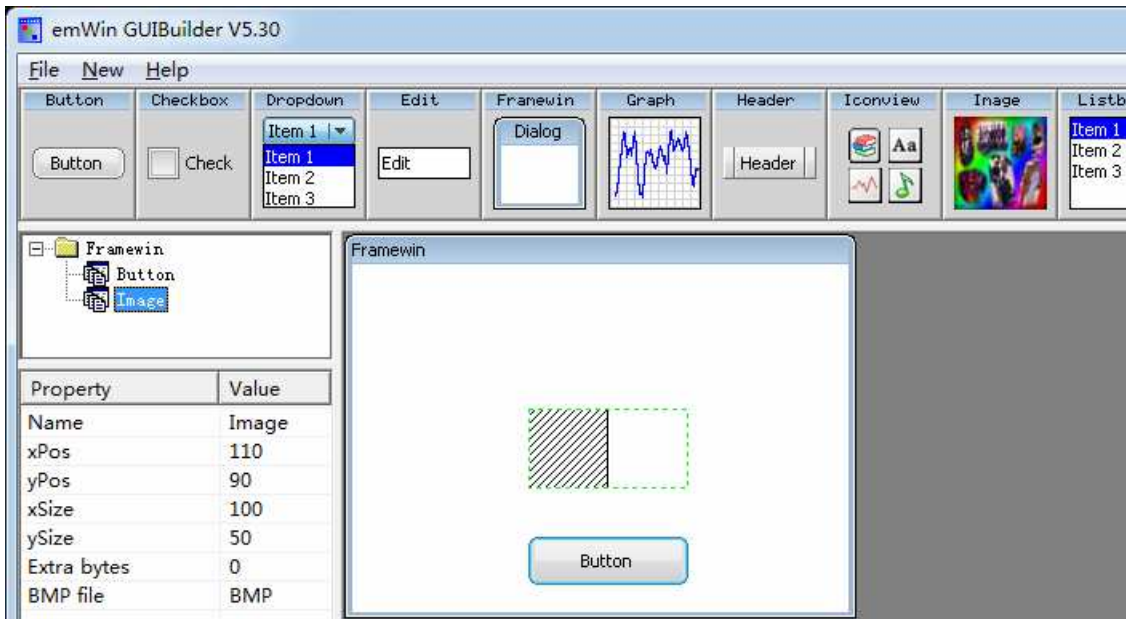 emWin GUIBuilder V5.30
File New Help
Button Checkbox Dropdown Edit Framewin Graph Header Iconview Image Listb
Button
Check
Item 1
Item 1
Item 2
Item 3
Edit
Dialog
Header
Aa
Item 1
Item 2
Item 3
Framewin
Button
Image
Property Value
Name Image
xPos 110
yPos 90
xSize 100
ySize 50
Extra bytes 0
BMP file BMP
Framewin
Button